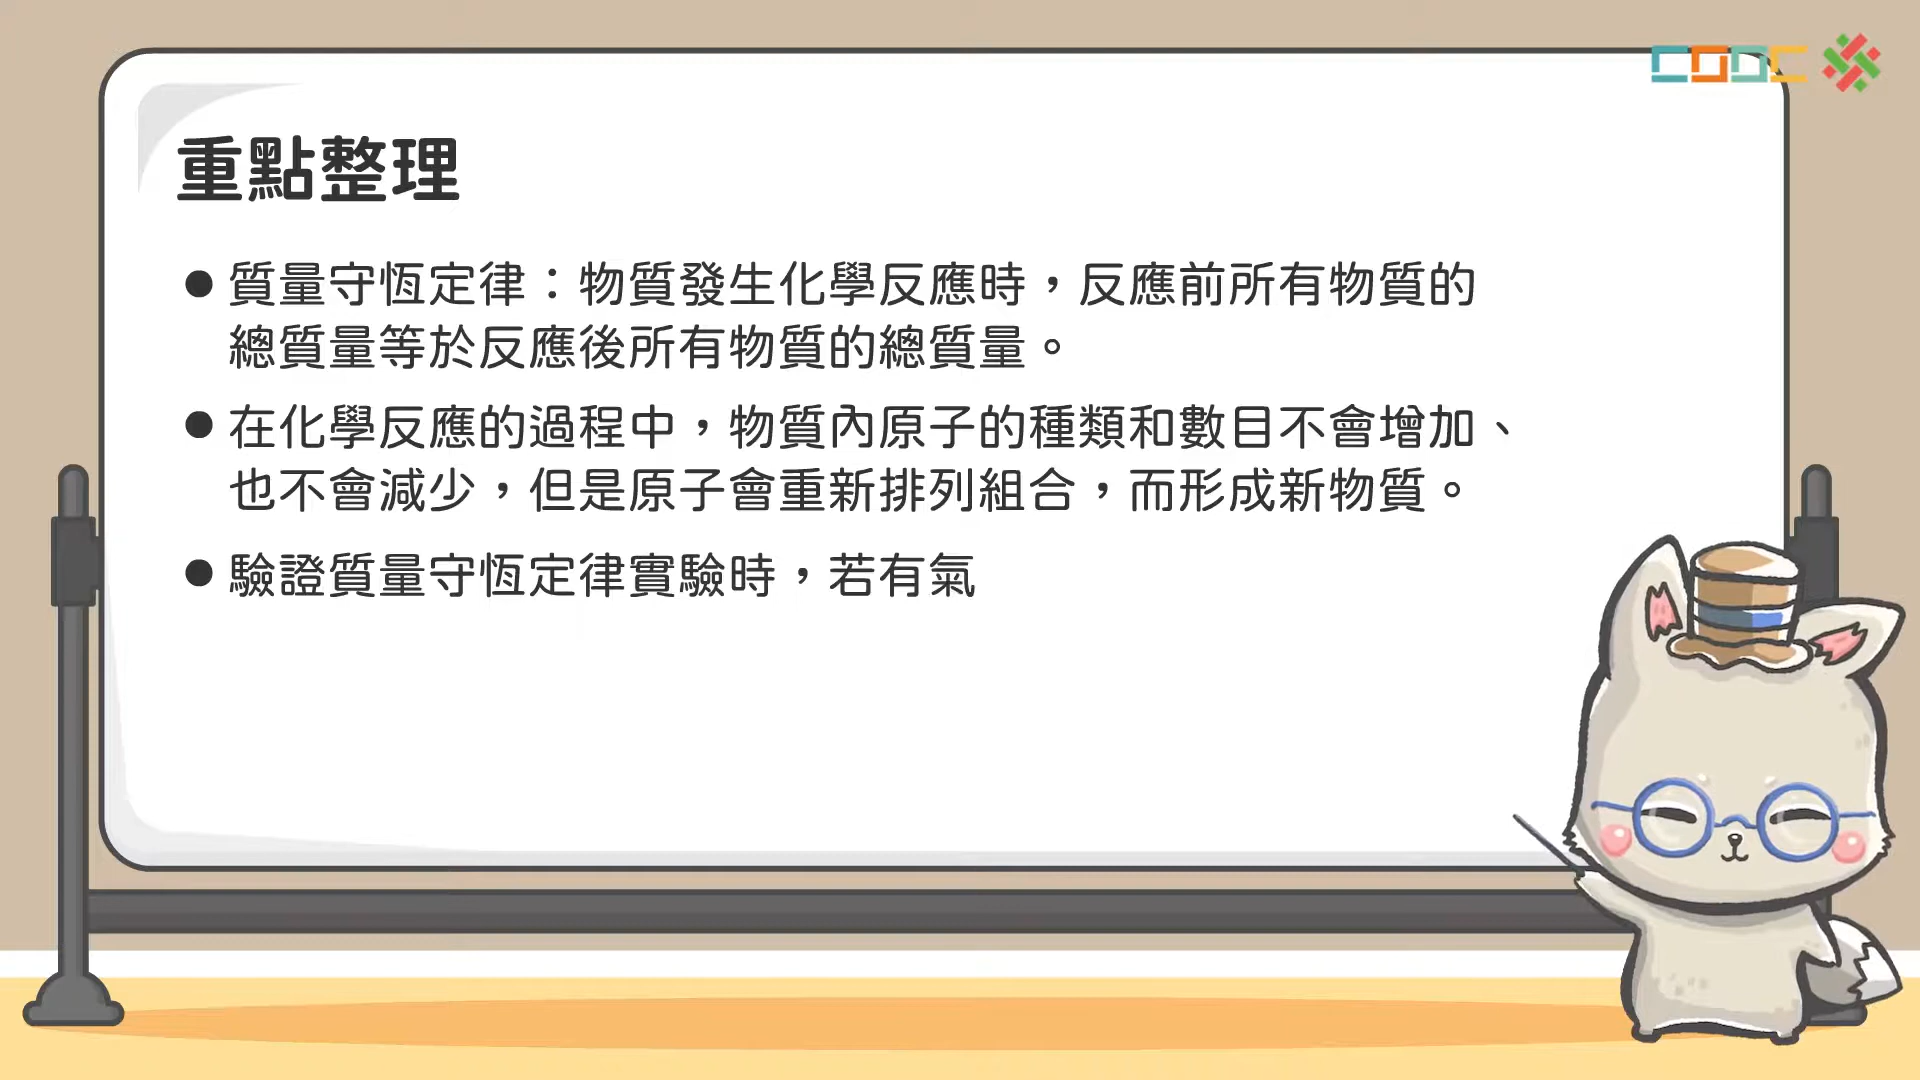 COOC
重點整理
●質量守恆定律：物質發生化學反應時，反應前所有物質的
總質量等於反應後所有物質的總質量。
●在化學反應的過程中，物質內原子的種類和數目不會增加、
也不會減少，但是原子會重新排列組合，而形成新物質。
●驗證質量守恆定律實驗時，若有氣